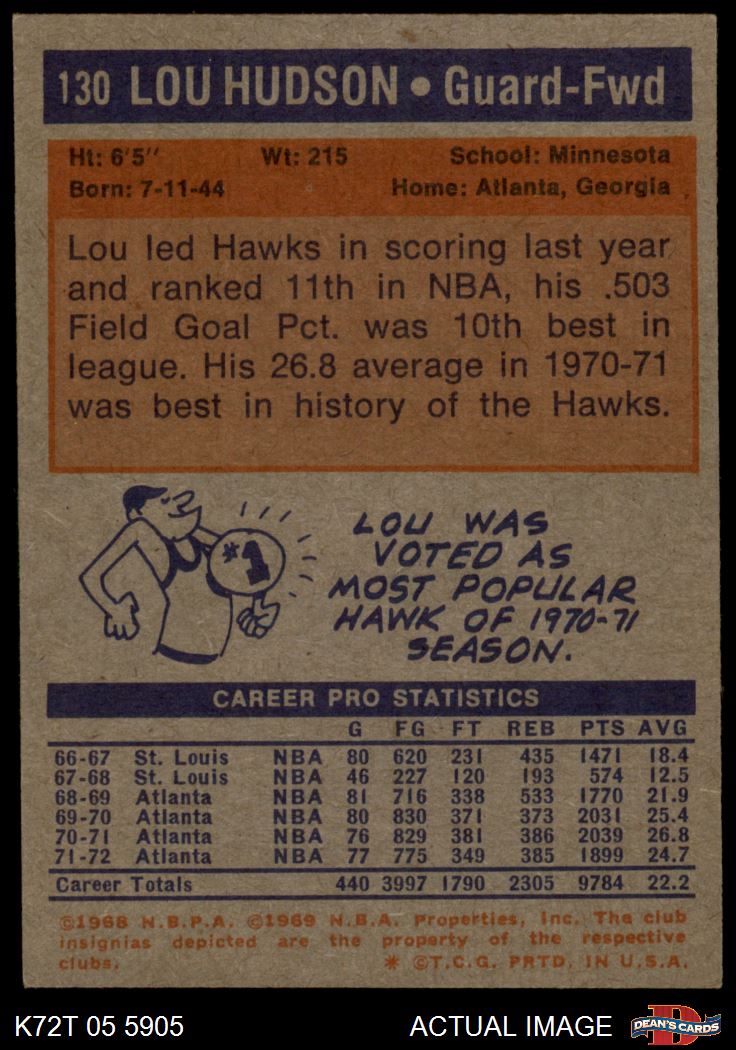 130 LOU HUDSON • Guard-Fwd
Ht: 6'5" Wt: 215 School: Minnesota
Born: 7-11-44 Home: Atlanta, Georgia
Lou led Hawks in scoring last year
and ranked 11th in NBA, his .503
Field Goal Pct. was 10th best in
league. His 26.8 average in 1970-71
was best in history of the Hawks.
#1
LOU WAS
VOTED AS
MOST POPULAR
HAWK OF 1970-71
SEASON.
CAREER PRO STATISTICS
G FG FT REB PTS AVG
66-67 St. Louis NBA 80 620 231 435 1471 18.4
67-68 St. Louis NBA 46 227 120 193 574 12.5
68-69 Atlanta NBA 81 716 338 533 1770 21.9
69-70 Atlanta NBA 80 830 371 373 2031 25.4
70-71 Atlanta NBA 76 829 381 386 2039 26.8
71-72 Atlanta NBA 77 775 349 385 1899 24.7
Career Totals 440 3997 1790 2305 9784 22.2
©1968 N.B.P.A. ©1969 N.B.A. Properties, Inc. The club
insignias depicted are the property of the respective
clubs. * ©T.C.G. PRTD. IN U.S.A.
K72T 05 5905 ACTUAL IMAGE DEAN'S CARDS